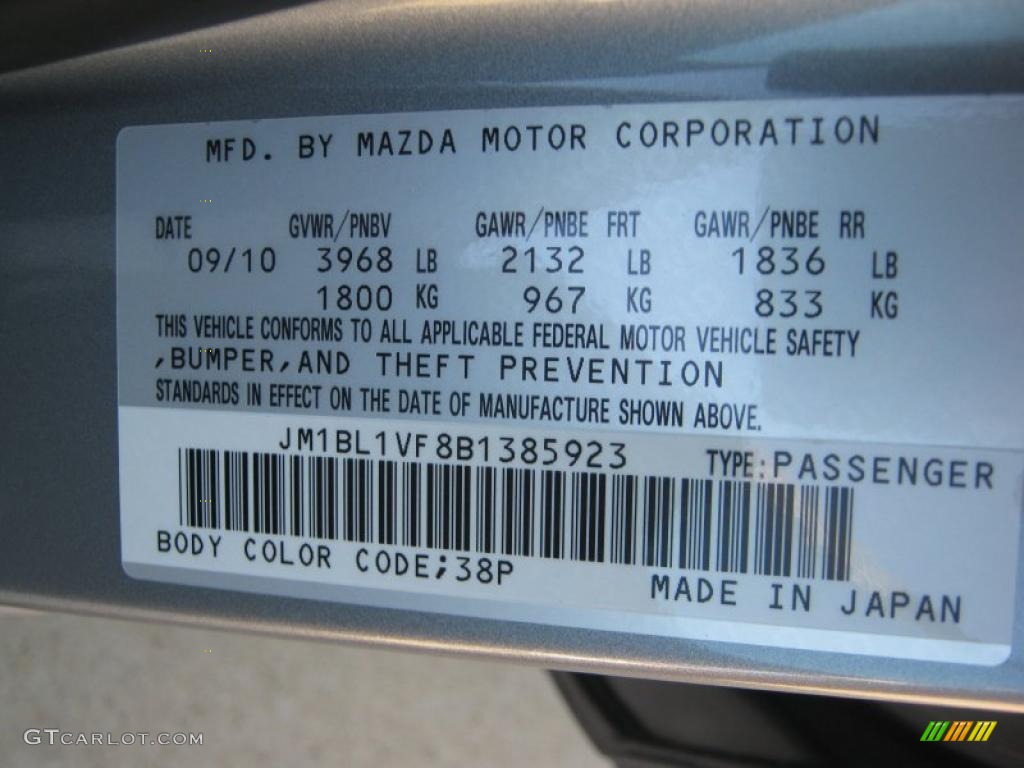 MFD. BY MAZDA MOTOR CORPORATION
DATE GVWR/PNBV GAWR/PNBE FRT GAWR/PNBE RR
09/10 3968 LB 2132 LB 1836 LB
1800 KG 967 KG 833 KG
THIS VEHICLE CONFORMS TO ALL APPLICABLE FEDERAL MOTOR VEHICLE SAFETY
,BUMPER,AND THEFT PREVENTION
STANDARDS IN EFFECT ON THE DATE OF MANUFACTURE SHOWN ABOVE.
JM1BL1VF8B1385923 TYPE:PASSENGER
BODY COLOR CODE;38P
MADE IN JAPAN
GTCARLOT.COM